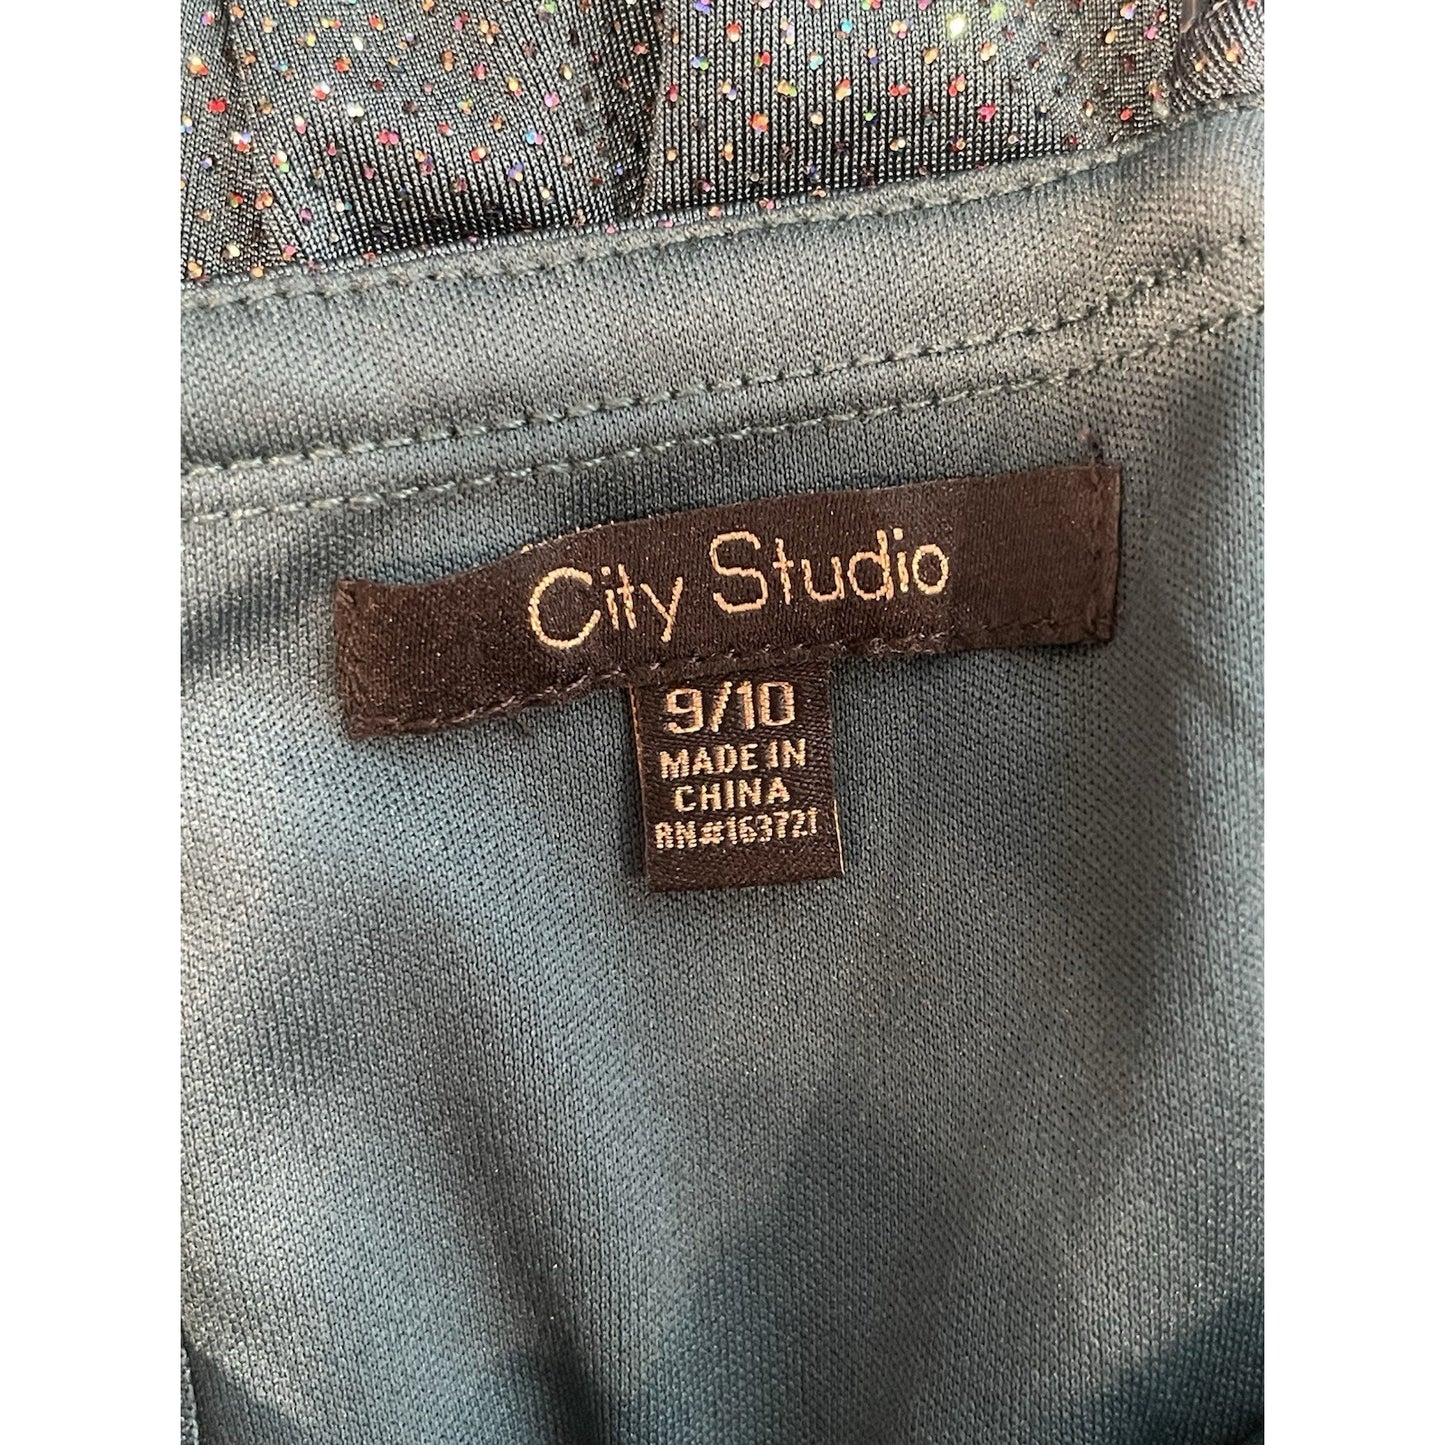 City Studio
9/10
MADE IN
CHINA
RN#163721